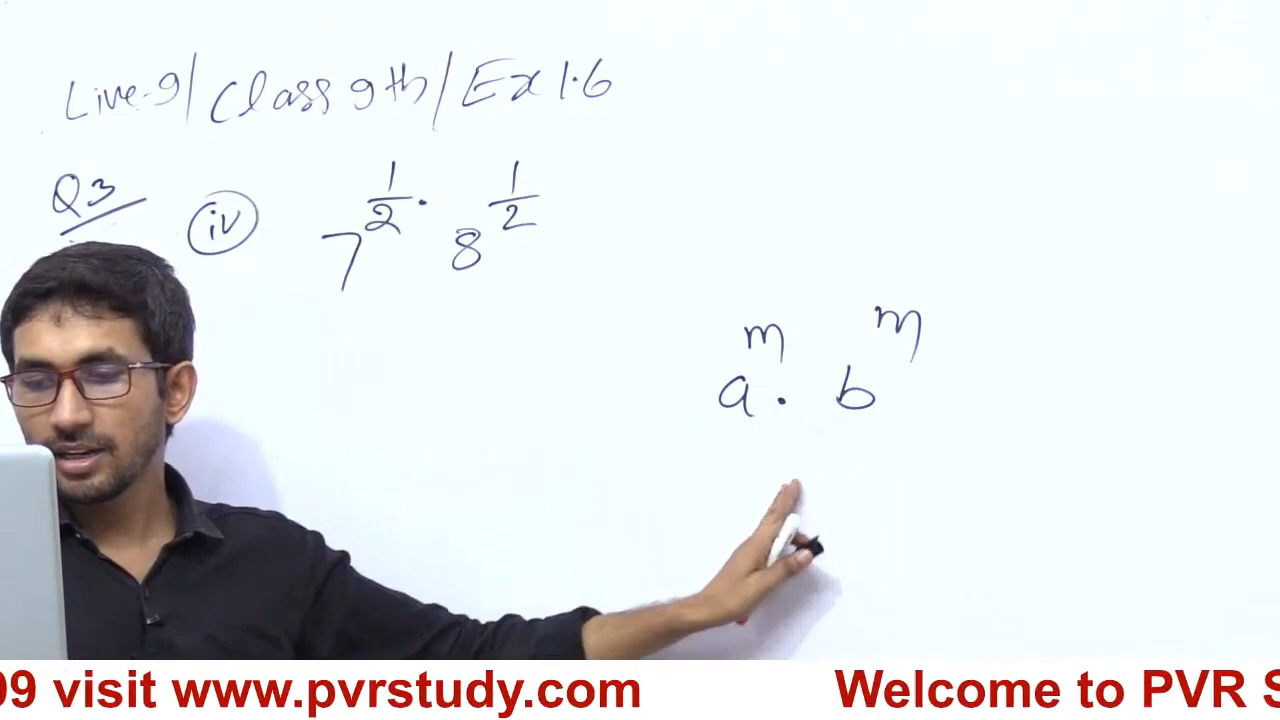 Live-9/Class 9th/Ex 1.6
Q3 (iv) 7^{1/2} . 8^{1/2}
a^m . b^m
09 visit www.pvrstudy.com Welcome to PVR S